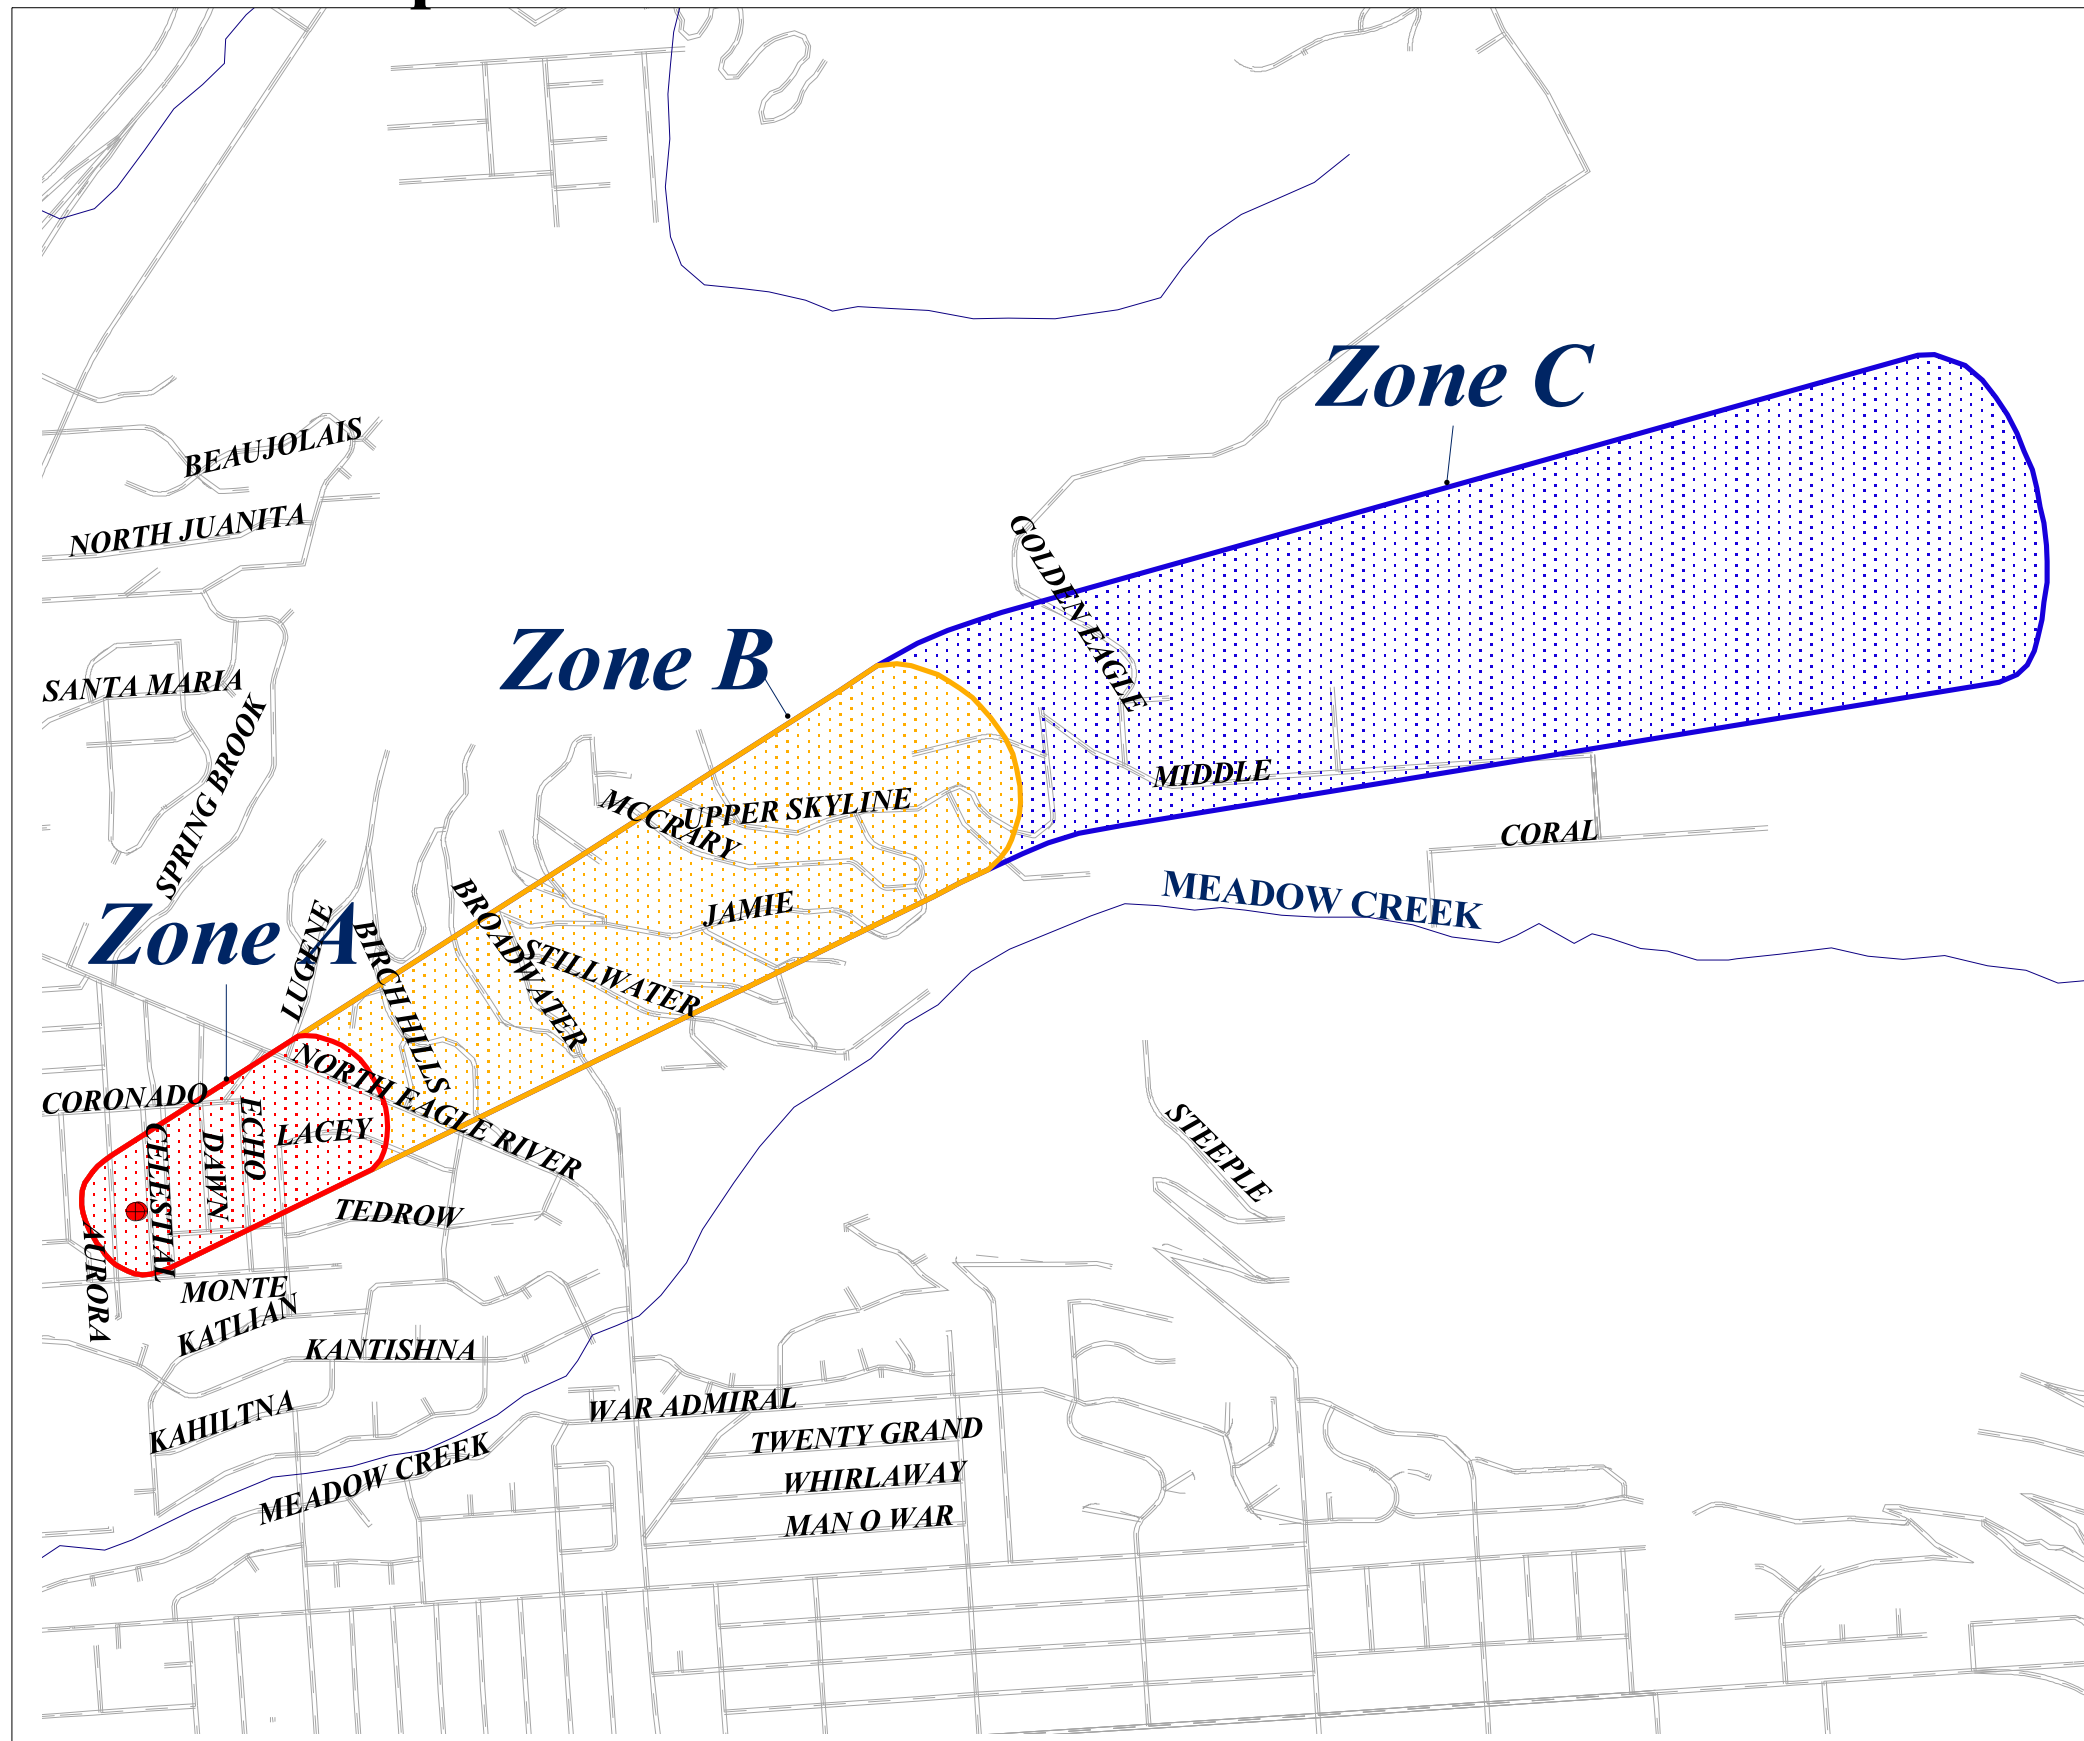 Zone C
BEAUJOLAIS
NORTH JUANITA
GOLDEN EAGLE
Zone B
SANTA MARIA
SPRING BROOK
MIDDLE
UPPER SKYLINE
MCCRARY
CORAL
MEADOW CREEK
JAMIE
BROADWATER
STILLWATER
Zone A
LUGENE
BIRCH HILLS
NORTH EAGLE RIVER
CORONADO
ECHO
LACEY
CELESTIAL
DAWN
STEEPLE
TEDROW
AURORA
MONTE
KATLIAN
KANTISHNA
KAHILTNA
WAR ADMIRAL
TWENTY GRAND
MEADOW CREEK
WHIRLAWAY
MAN O WAR